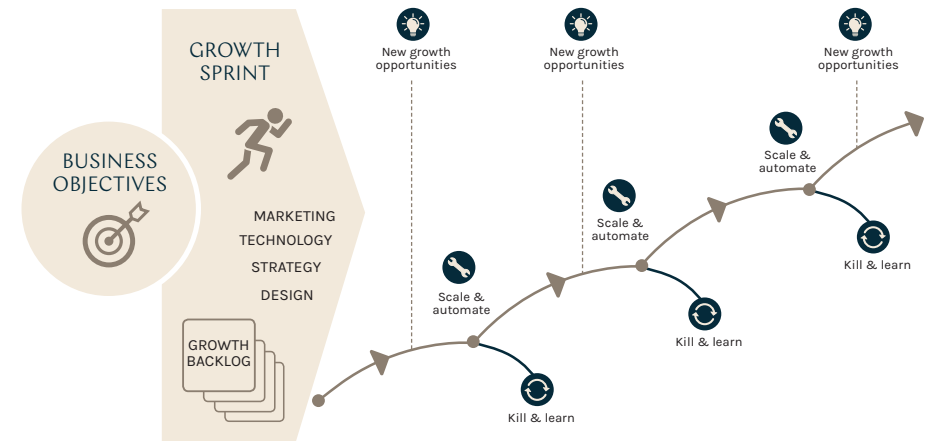 BUSINESS
OBJECTIVES
GROWTH
SPRINT
MARKETING
TECHNOLOGY
STRATEGY
DESIGN
GROWTH
BACKLOG
New growth
opportunities
Scale &
automate
Kill & learn
New growth
opportunities
Scale &
automate
Kill & learn
New growth
opportunities
Scale &
automate
Kill & learn